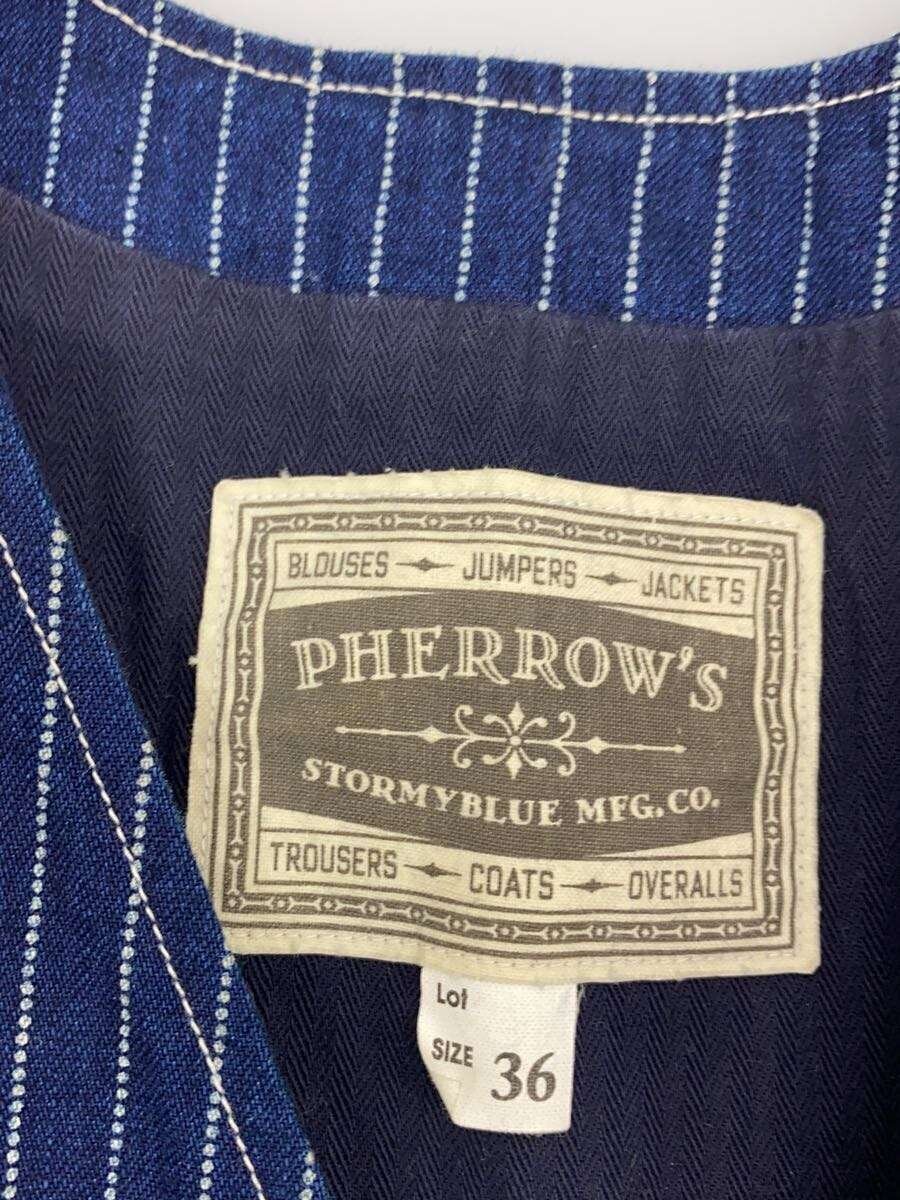 BLOUSES JUMPERS JACKETS
PHERROW'S
STORMYBLUE MFG. CO.
TROUSERS COATS OVERALLS
Lot
SIZE 36